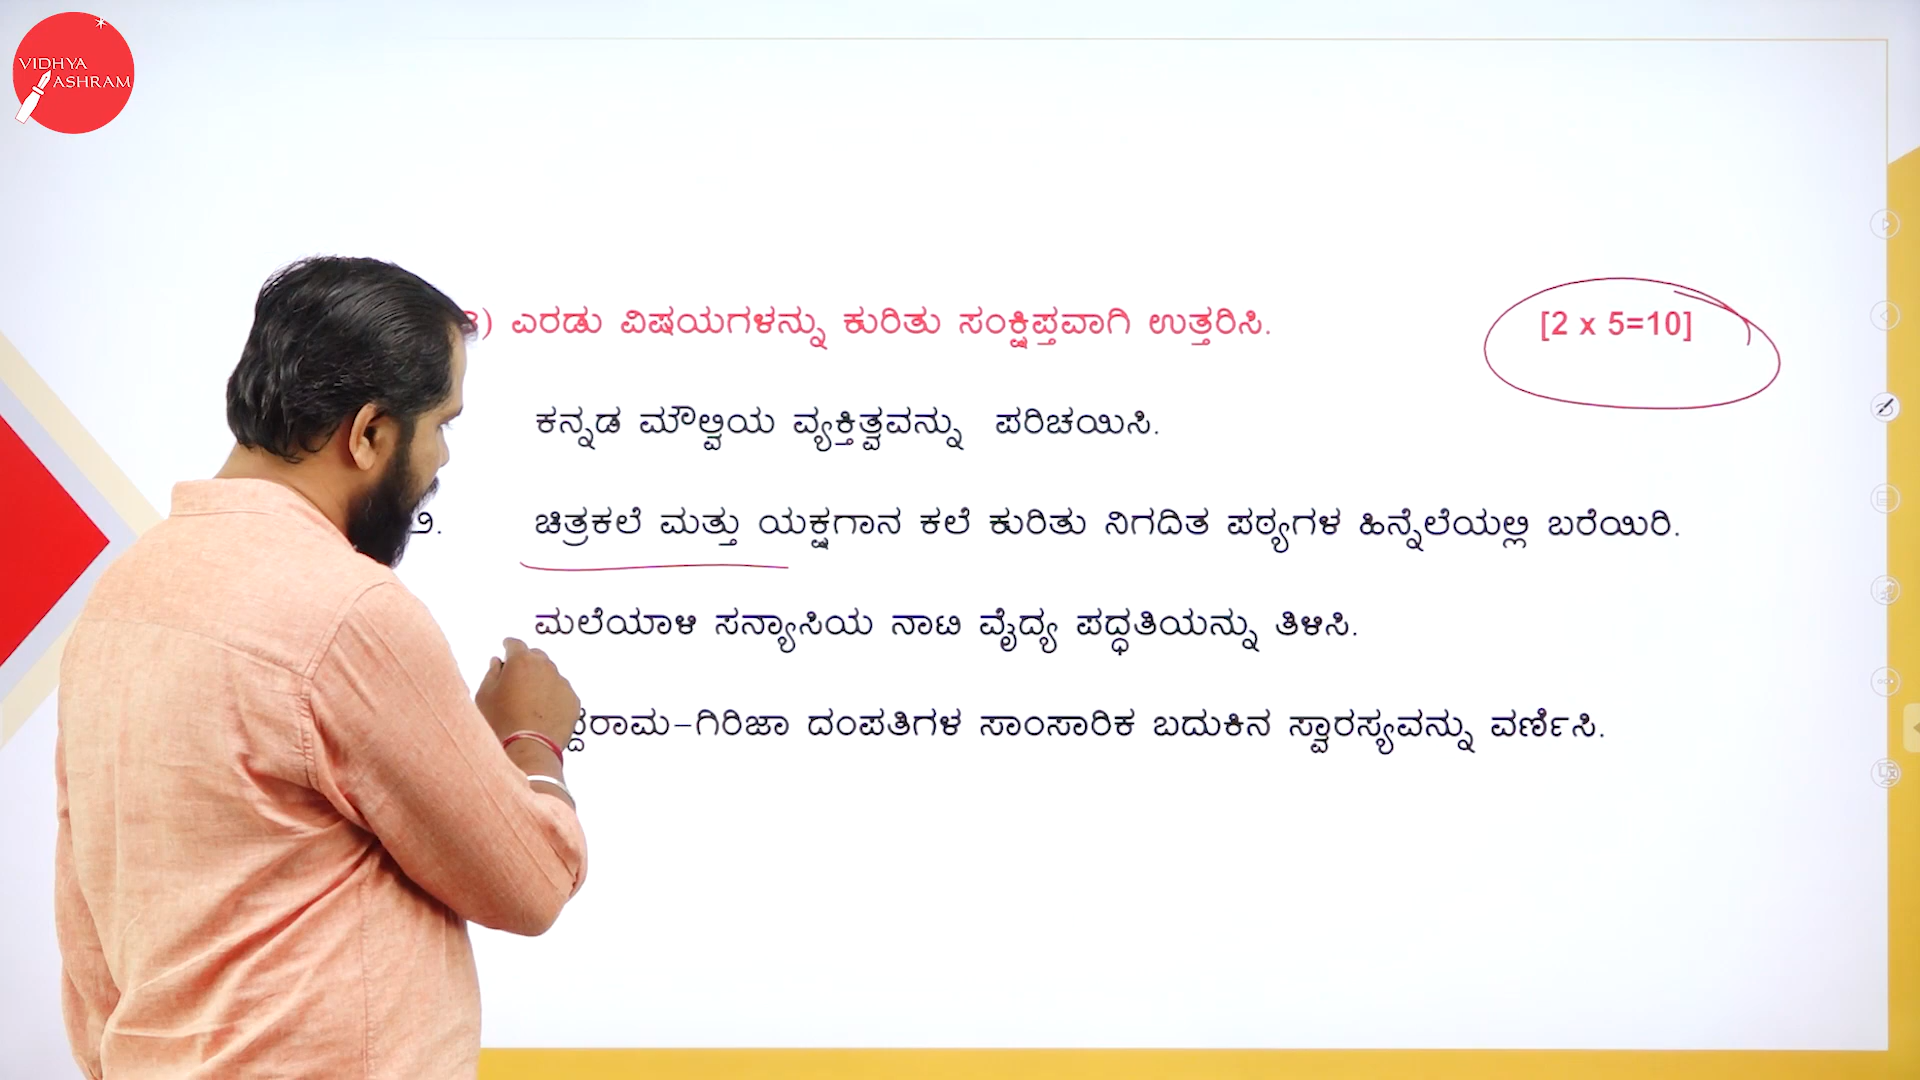 VIDHYA
ASHRAM
ಎರಡು ವಿಷಯಗಳನ್ನು ಕುರಿತು ಸಂಕ್ಷಿಪ್ತವಾಗಿ ಉತ್ತರಿಸಿ. [2 x 5=10]
ಕನ್ನಡ ಮೌಲ್ವಿಯ ವ್ಯಕ್ತಿತ್ವವನ್ನು ಪರಿಚಯಿಸಿ.
೨. ಚಿತ್ರಕಲೆ ಮತ್ತು ಯಕ್ಷಗಾನ ಕಲೆ ಕುರಿತು ನಿಗದಿತ ಪಠ್ಯಗಳ ಹಿನ್ನೆಲೆಯಲ್ಲಿ ಬರೆಯಿರಿ.
ಮಲೆಯಾಳಿ ಸನ್ಯಾಸಿಯ ನಾಟಿ ವೈದ್ಯ ಪದ್ಧತಿಯನ್ನು ತಿಳಿಸಿ.
ದಂಪತಿಗಳ ಸಾಂಸಾರಿಕ ಬದುಕಿನ ಸ್ವಾರಸ್ಯವನ್ನು ವರ್ಣಿಸಿ.